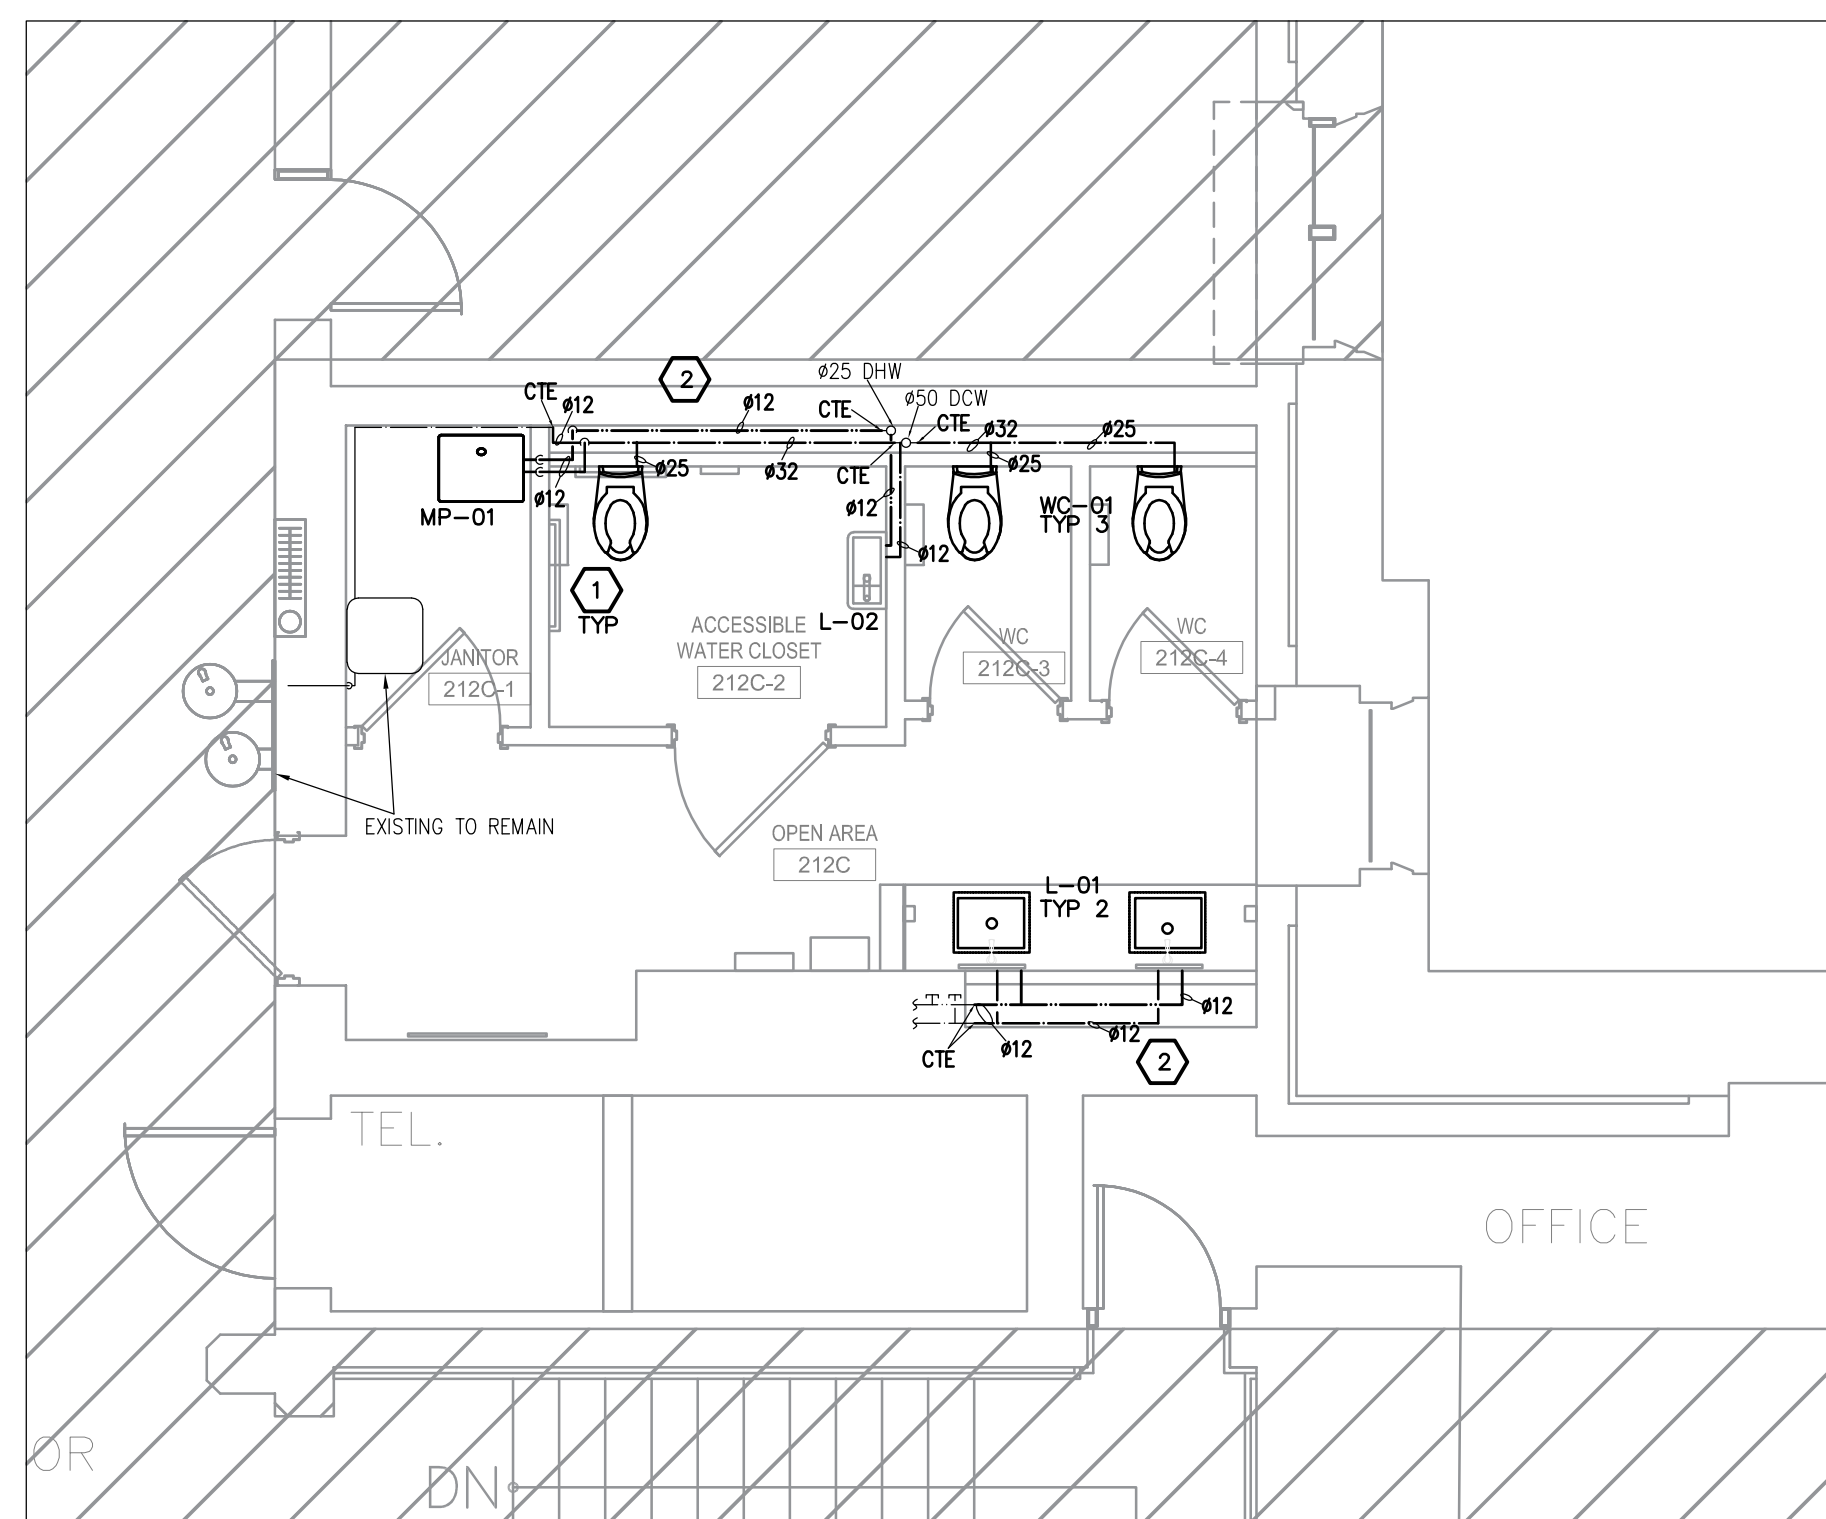 2
ø25 DHW
CTE
ø12
ø12
CTE
ø50 DCW
CTE
ø32
ø25
ø25
ø32
CTE
ø25
ø12
ø12
MP-01
WC-01
TYP 3
ø12
1
TYP
ACCESSIBLE
WATER CLOSET
212C-2
L-02
JANITOR
212C-1
WC
212C-3
WC
212C-4
EXISTING TO REMAIN
OPEN AREA
212C
L-01
TYP 2
T T
ø12
ø12
ø12
CTE
2
TEL.
OFFICE
OR
DN